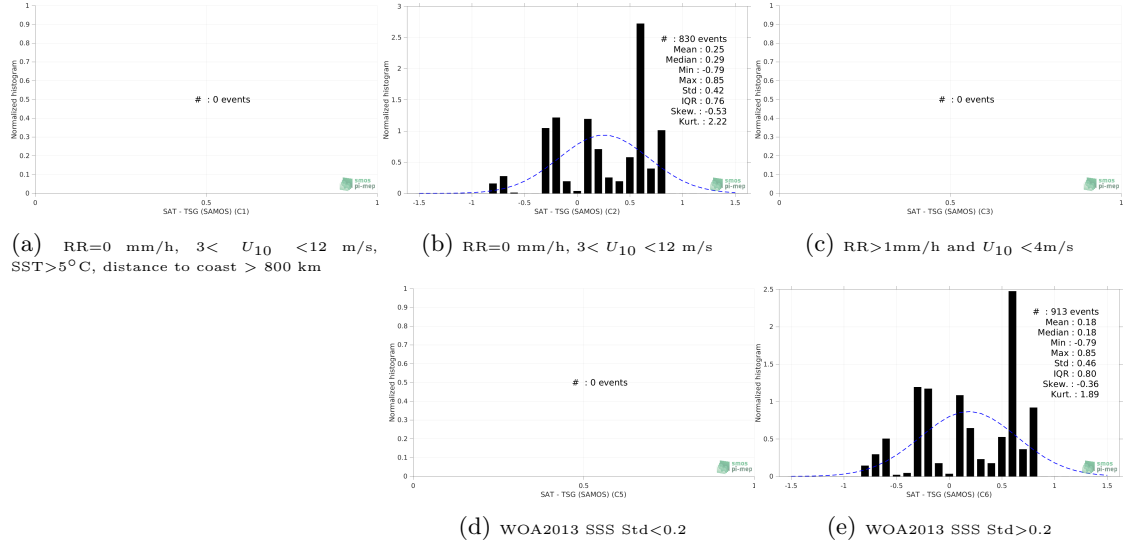 1
0.9
0.8
0.7
0.6
0.5
0.4
0.3
0.2
0.1
0
Normalized histogram
# : 0 events
smos
pi-mep
0 0.5 1
SAT - TSG (SAMOS) (C1)
(a) RR=0 mm/h, 3< U10 <12 m/s,
SST>5°C, distance to coast > 800 km
3
2.5
2
1.5
1
0.5
0
Normalized histogram
# : 830 events
Mean : 0.25
Median : 0.29
Min : -0.79
Max : 0.85
Std : 0.42
IQR : 0.76
Skew. : -0.53
Kurt. : 2.22
smos
pi-mep
-1.5 -1 -0.5 0 0.5 1 1.5
SAT - TSG (SAMOS) (C2)
(b) RR=0 mm/h, 3< U10 <12 m/s
1
0.9
0.8
0.7
0.6
0.5
0.4
0.3
0.2
0.1
0
Normalized histogram
# : 0 events
smos
pi-mep
0 0.5 1
SAT - TSG (SAMOS) (C3)
(c) RR>1mm/h and U10 <4m/s
1
0.9
0.8
0.7
0.6
0.5
0.4
0.3
0.2
0.1
0
Normalized histogram
# : 0 events
smos
pi-mep
0 0.5 1
SAT - TSG (SAMOS) (C5)
(d) WOA2013 SSS Std<0.2
2.5
2
1.5
1
0.5
0
Normalized histogram
# : 913 events
Mean : 0.18
Median : 0.18
Min : -0.79
Max : 0.85
Std : 0.46
IQR : 0.80
Skew. : -0.36
Kurt. : 1.89
smos
pi-mep
-1.5 -1 -0.5 0 0.5 1 1.5
SAT - TSG (SAMOS) (C6)
(e) WOA2013 SSS Std>0.2